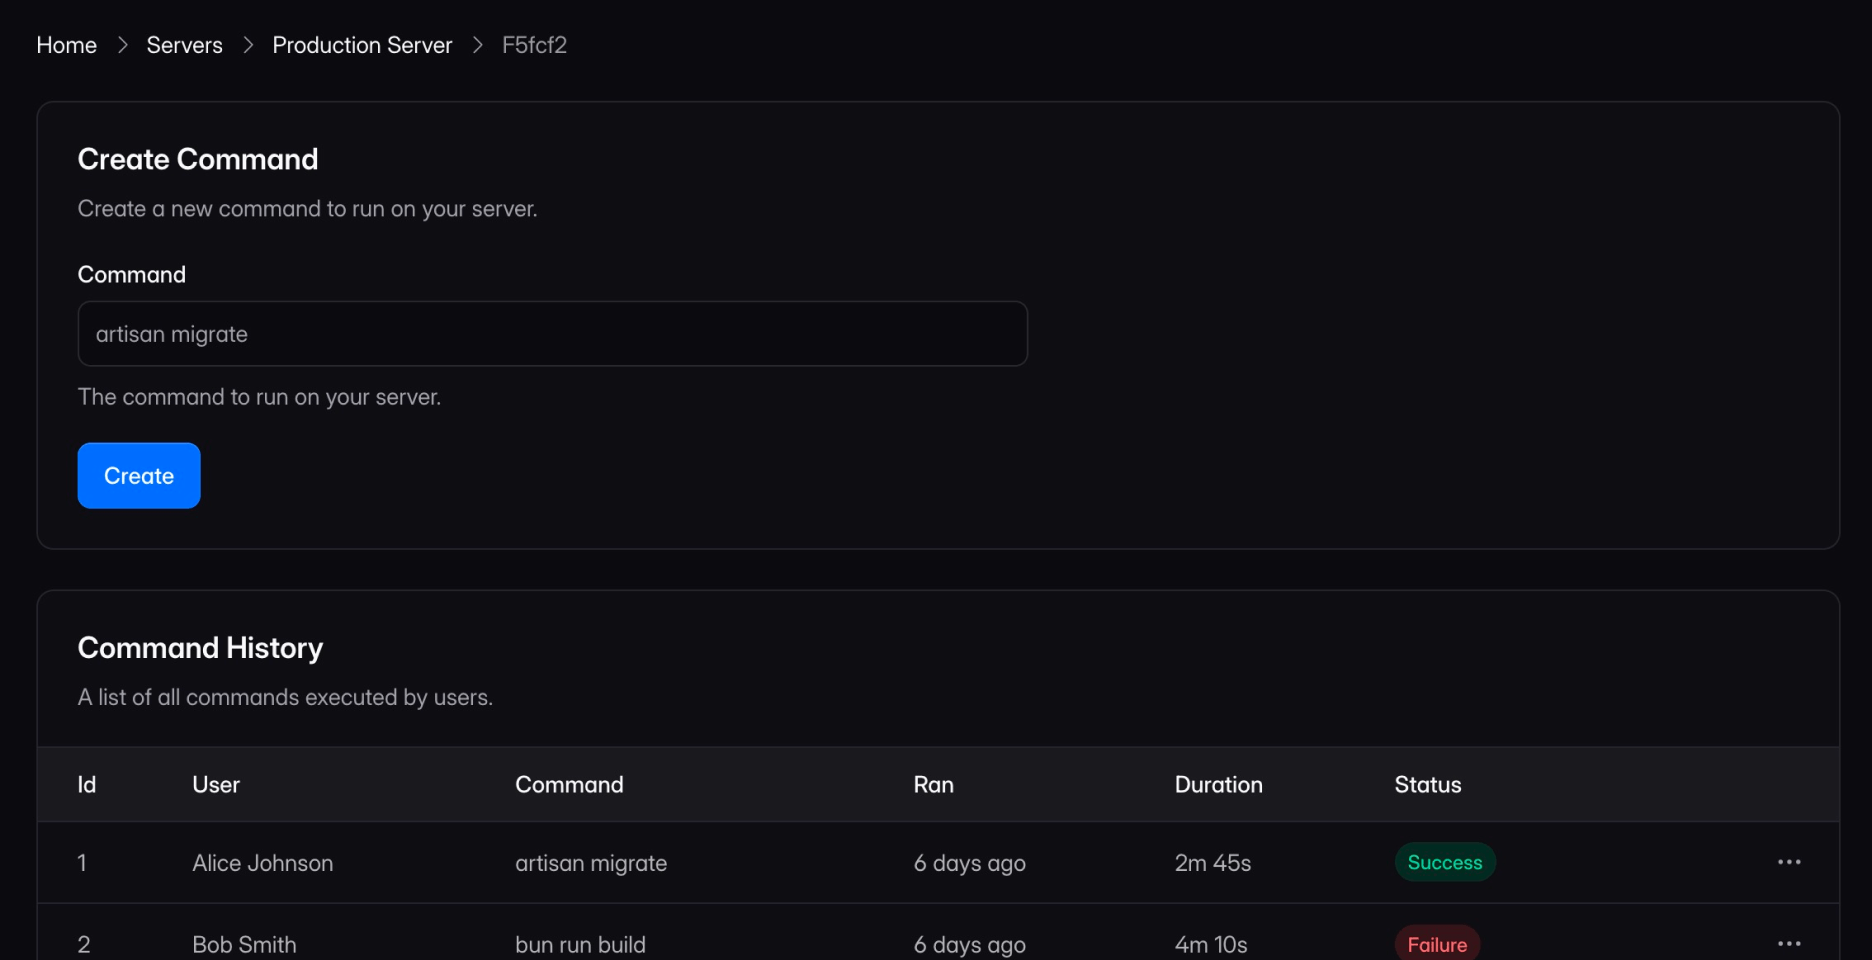 Home > Servers > Production Server > F5fcf2
Create Command
Create a new command to run on your server.
Command
artisan migrate
The command to run on your server.
Create
Command History
A list of all commands executed by users.
Id User Command Ran Duration Status
1 Alice Johnson artisan migrate 6 days ago 2m 45s Success ···
2 Bob Smith bun run build 6 days ago 4m 10s Failure ···